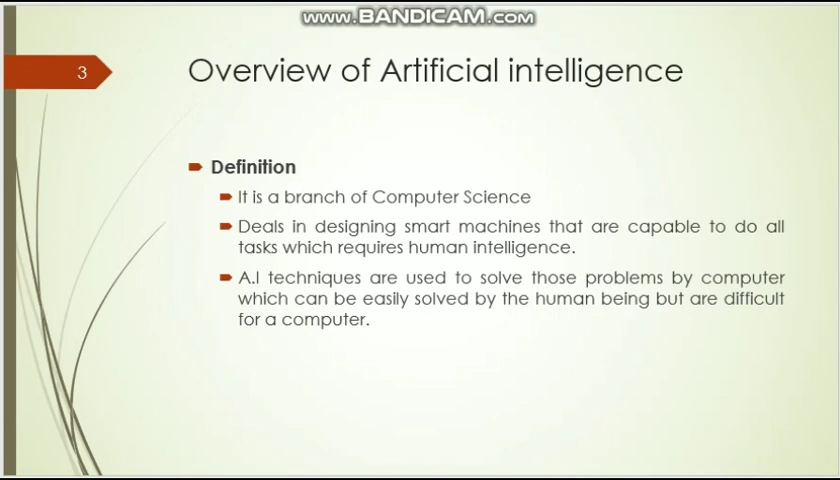 www.BANDICAM.com
3
Overview of Artificial intelligence
Definition
It is a branch of Computer Science
Deals in designing smart machines that are capable to do all
tasks which requires human intelligence.
A.I techniques are used to solve those problems by computer
which can be easily solved by the human being but are difficult
for a computer.